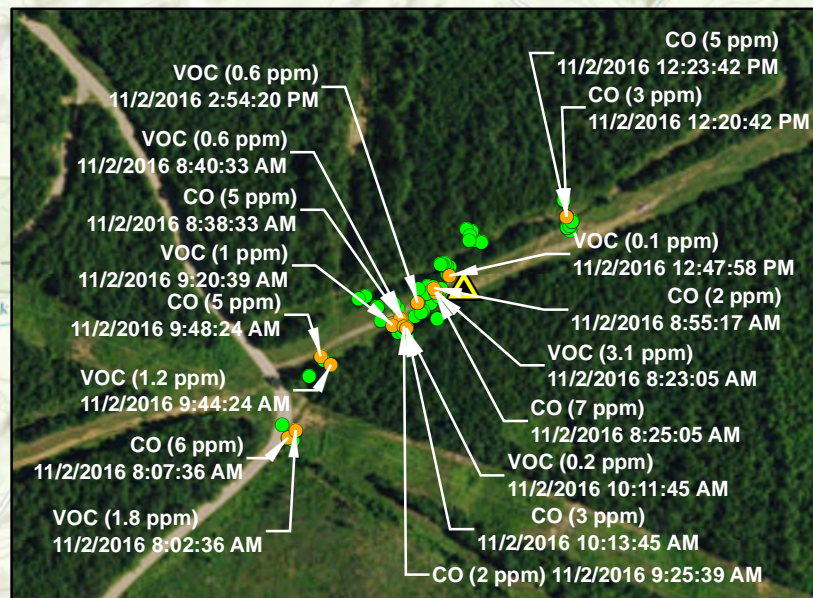 CO (5 ppm)
11/2/2016 12:23:42 PM
CO (3 ppm)
11/2/2016 12:20:42 PM
VOC (0.6 ppm)
11/2/2016 2:54:20 PM
VOC (0.6 ppm)
11/2/2016 8:40:33 AM
CO (5 ppm)
11/2/2016 8:38:33 AM
VOC (1 ppm)
11/2/2016 9:20:39 AM
CO (5 ppm)
11/2/2016 9:48:24 AM
VOC (1.2 ppm)
11/2/2016 9:44:24 AM
CO (6 ppm)
11/2/2016 8:07:36 AM
VOC (1.8 ppm)
11/2/2016 8:02:36 AM
VOC (0.1 ppm)
11/2/2016 12:47:58 PM
CO (2 ppm)
11/2/2016 8:55:17 AM
VOC (3.1 ppm)
11/2/2016 8:23:05 AM
CO (7 ppm)
11/2/2016 8:25:05 AM
VOC (0.2 ppm)
11/2/2016 10:11:45 AM
CO (3 ppm)
11/2/2016 10:13:45 AM
CO (2 ppm) 11/2/2016 9:25:39 AM